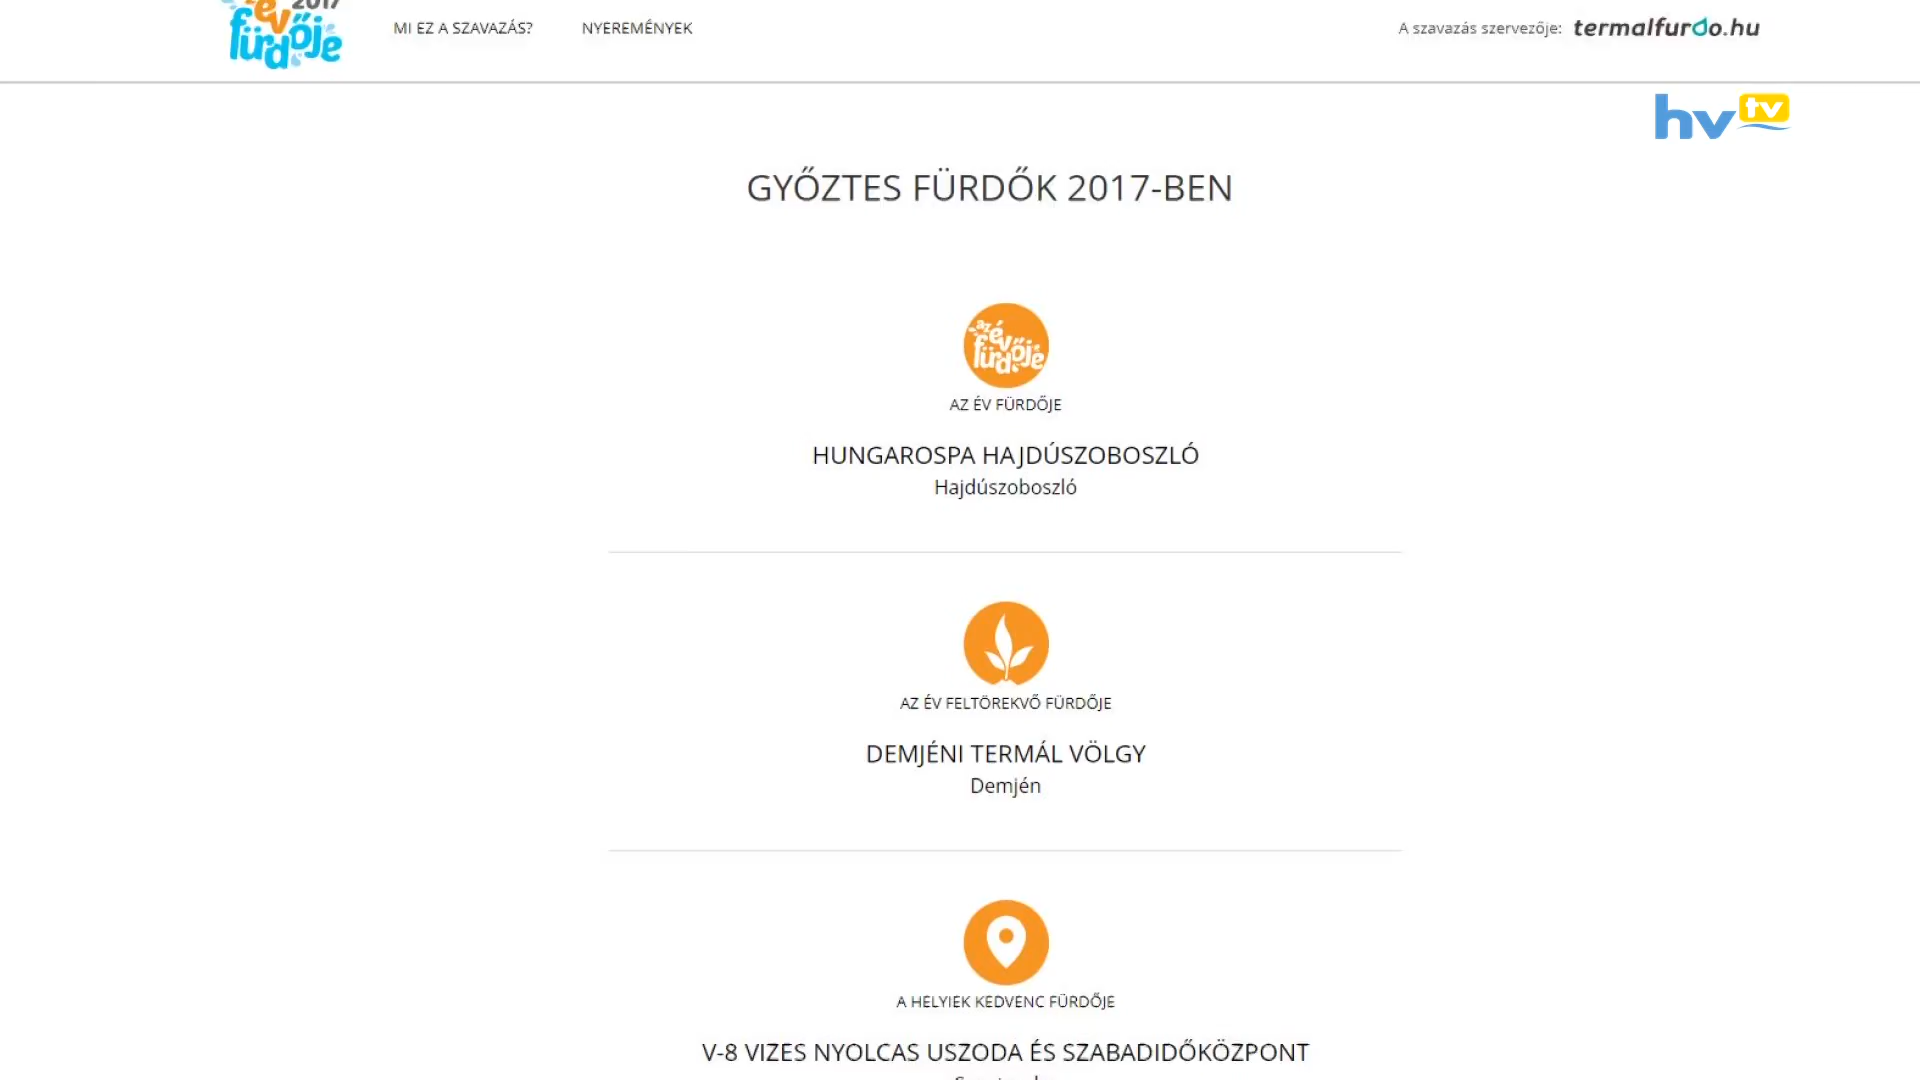 2017
év
fürdője
MI EZ A SZAVAZÁS?
NYEREMÉNYEK
A szavazás szervezője:
termalfurdo.hu
hv tv
GYŐZTES FÜRDŐK 2017-BEN
az
év
fürdője
AZ ÉV FÜRDŐJE
HUNGAROSPA HAJDÚSZOBOSZLÓ
Hajdúszoboszló
AZ ÉV FELTÖREKVŐ FÜRDŐJE
DEMJÉNI TERMÁL VÖLGY
Demjén
A HELYIEK KEDVENC FÜRDŐJE
V-8 VIZES NYOLCAS USZODA ÉS SZABADIDŐKÖZPONT